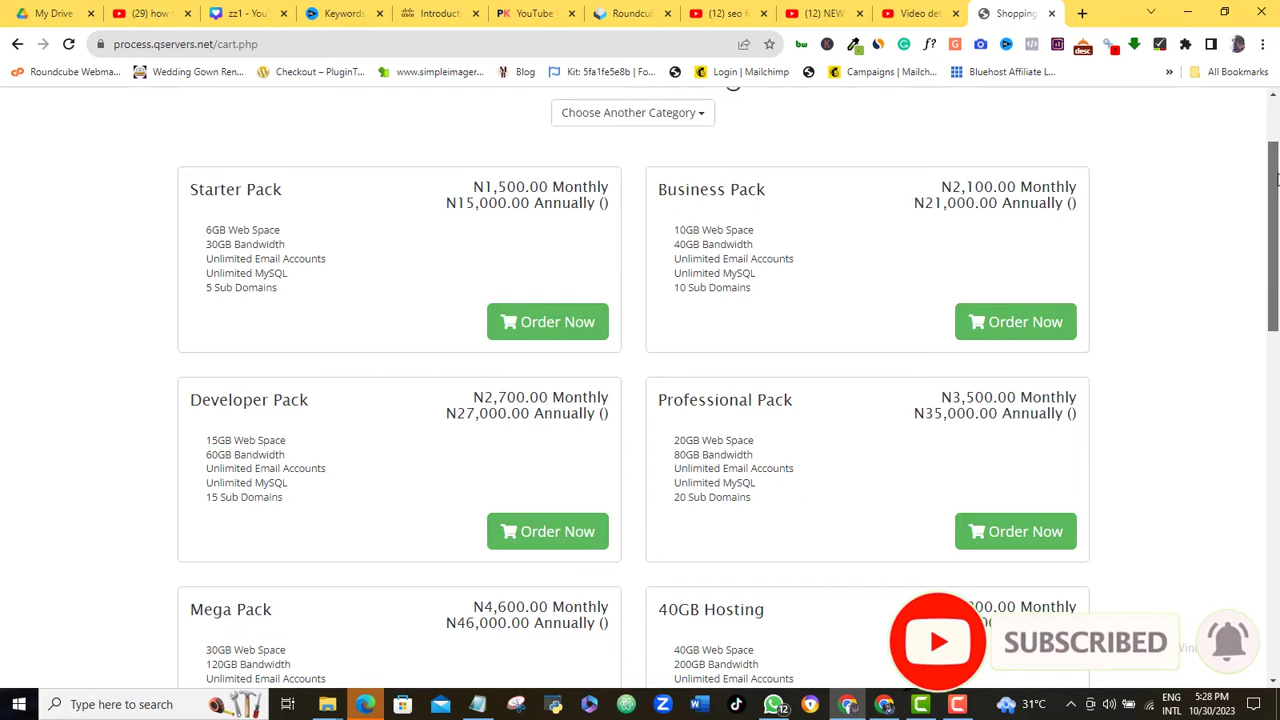 My Drive
(29) how t
zz1 - YouT
Keywords
Introduct
PK YouTube /
Roundcub
(12) seo f
(12) NEW
Video det
Shopping
process.qservers.net/cart.php
Roundcube Webma...
Wedding Gown Ren...
Checkout – PluginT...
www.simpleimager...
Blog
Kit: 5fa1fe5e8b | Fo...
Login | Mailchimp
Campaigns | Mailch...
Bluehost Affiliate L...
»
All Bookmarks
Choose Another Category
Starter Pack
N1,500.00 Monthly
N15,000.00 Annually ()
6GB Web Space
30GB Bandwidth
Unlimited Email Accounts
Unlimited MySQL
5 Sub Domains
Order Now
Business Pack
N2,100.00 Monthly
N21,000.00 Annually ()
10GB Web Space
40GB Bandwidth
Unlimited Email Accounts
Unlimited MySQL
10 Sub Domains
Order Now
Developer Pack
N2,700.00 Monthly
N27,000.00 Annually ()
15GB Web Space
60GB Bandwidth
Unlimited Email Accounts
Unlimited MySQL
15 Sub Domains
Order Now
Professional Pack
N3,500.00 Monthly
N35,000.00 Annually ()
20GB Web Space
80GB Bandwidth
Unlimited Email Accounts
Unlimited MySQL
20 Sub Domains
Order Now
Mega Pack
N4,600.00 Monthly
N46,000.00 Annually ()
30GB Web Space
120GB Bandwidth
Unlimited Email Accounts
40GB Hosting
Monthly
40GB Web Space
200GB Bandwidth
Unlimited Email Accounts
SUBSCRIBED
Type here to search
12
31°C
ENG
INTL
5:28 PM
10/30/2023